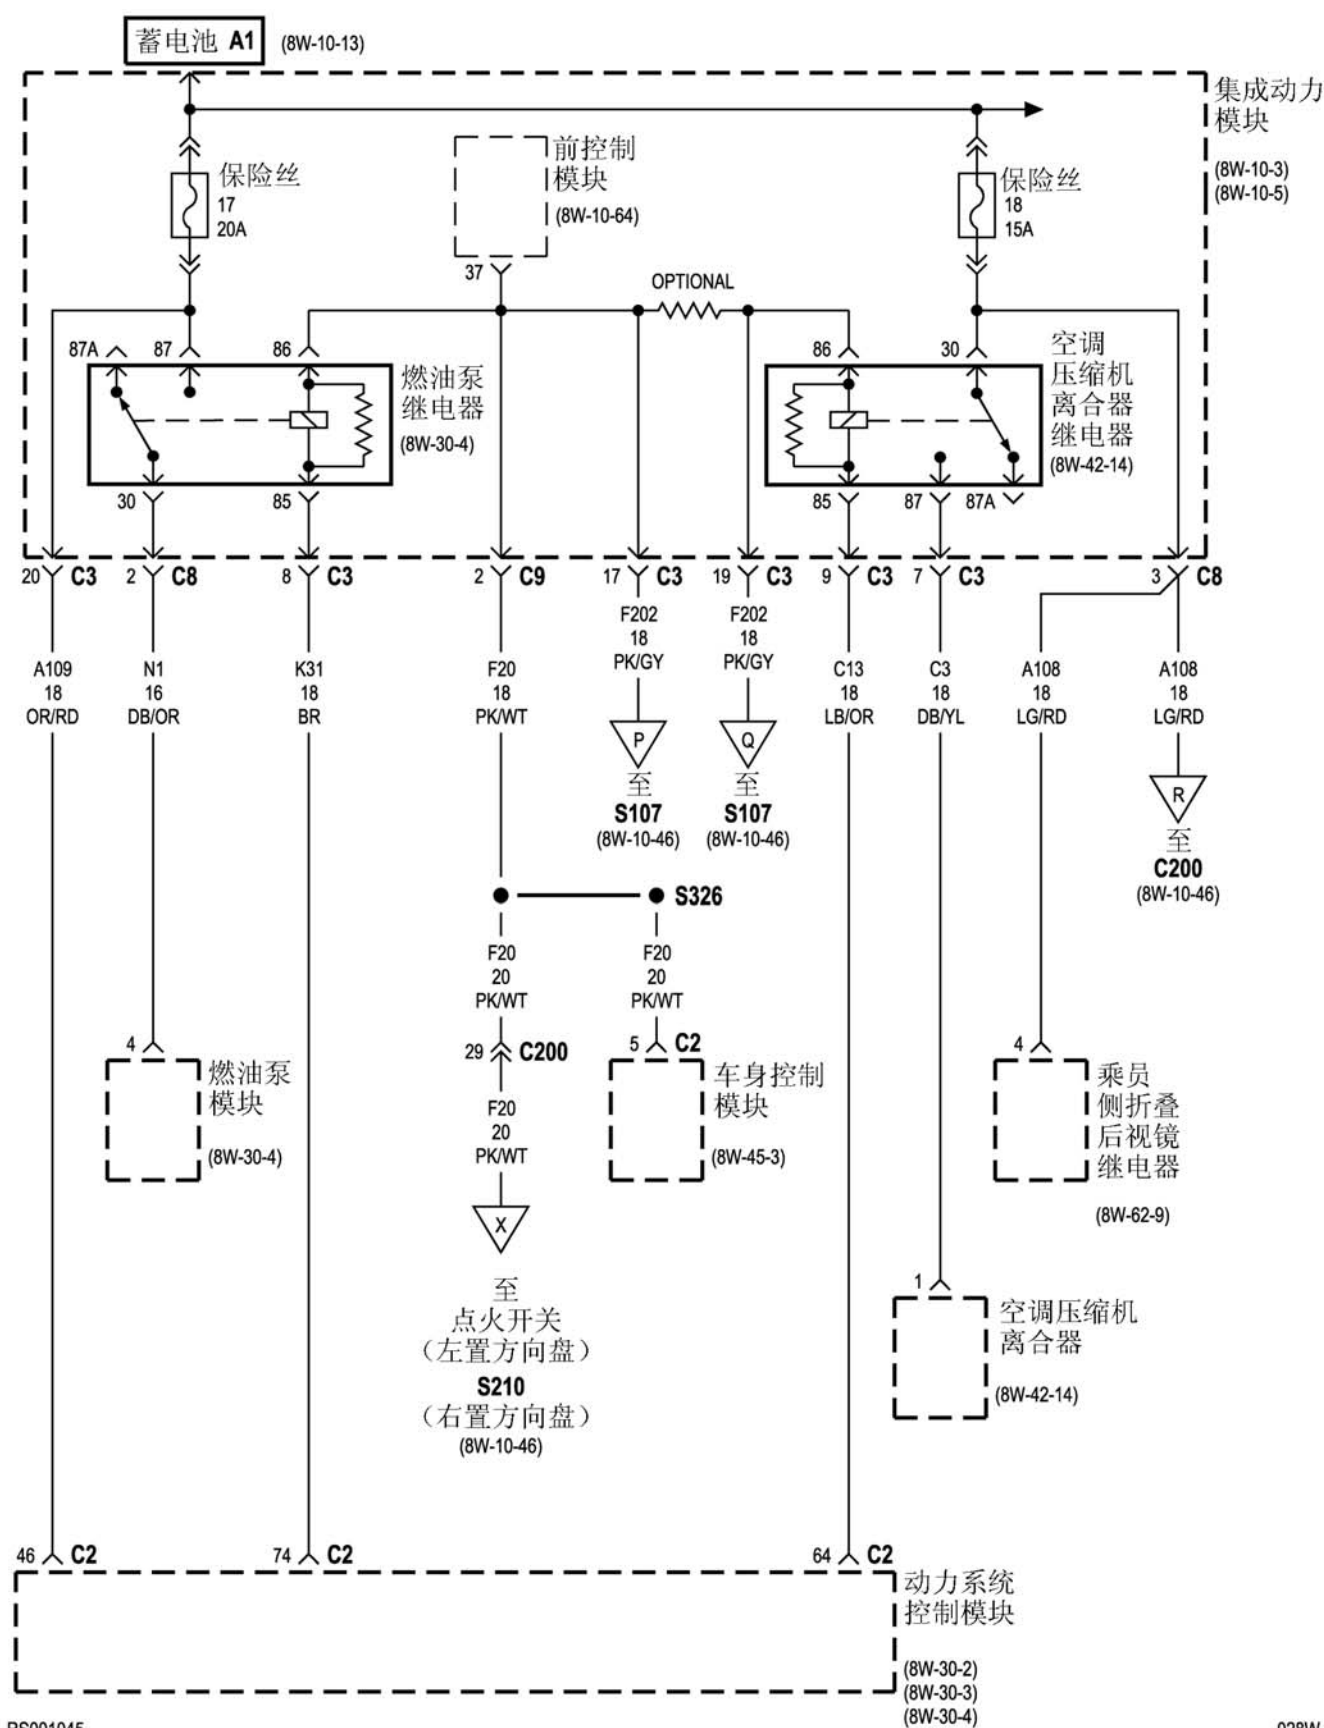 蓄电池 A1 (8W-10-13)
集成动力
模块
(8W-10-3)
(8W-10-5)
保险丝
17
20A
前控制
模块
(8W-10-64)
37
保险丝
18
15A
OPTIONAL
87A 87 86
燃油泵
继电器
(8W-30-4)
30 85
86 30
空调
压缩机
离合器
继电器
(8W-42-14)
85 87 87A
20 C3 2 C8 8 C3 2 C9 17 C3 19 C3 9 C3 7 C3 3 C8
F202 F202
18 18
PK/GY PK/GY
A109 N1 K31 F20 C13 C3 A108 A108
18 16 18 18 18 18 18 18
OR/RD DB/OR BR PK/WT LB/OR DB/YL LG/RD LG/RD
P Q
至 至
S107 S107
(8W-10-46) (8W-10-46)
R
至
C200
(8W-10-46)
S326
F20 F20
20 20
PK/WT PK/WT
29 C200
5 C2
4
燃油泵
模块
(8W-30-4)
车身控制
模块
(8W-45-3)
4
乘员
侧折叠
后视镜
继电器
(8W-62-9)
F20
20
PK/WT
X
至
点火开关
（左置方向盘）
S210
（右置方向盘）
(8W-10-46)
1
空调压缩机
离合器
(8W-42-14)
46 C2 74 C2 64 C2
动力系统
控制模块
(8W-30-2)
(8W-30-3)
(8W-30-4)